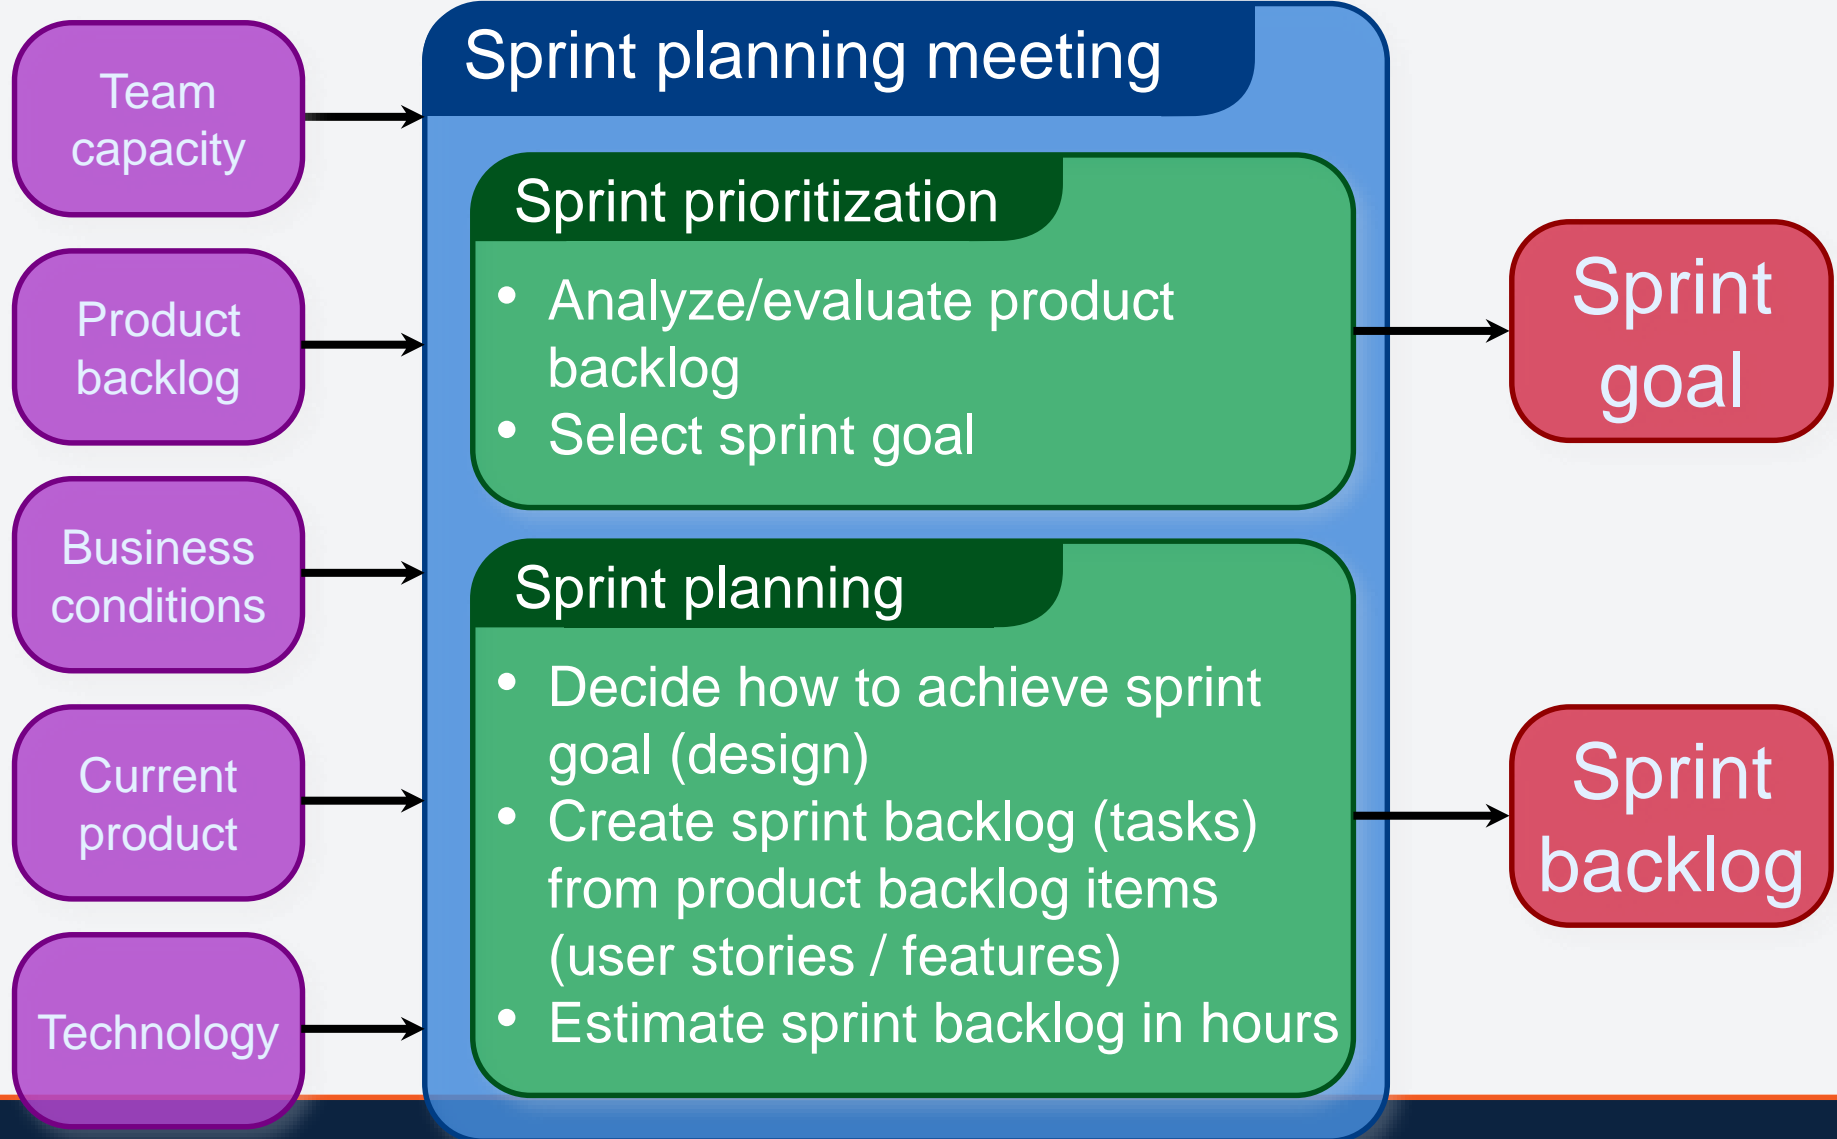 Team
capacity
Product
backlog
Business
conditions
Current
product
Technology
Sprint planning meeting
Sprint prioritization
• Analyze/evaluate product
backlog
• Select sprint goal
Sprint planning
• Decide how to achieve sprint
goal (design)
• Create sprint backlog (tasks)
from product backlog items
(user stories / features)
• Estimate sprint backlog in hours
Sprint
goal
Sprint
backlog